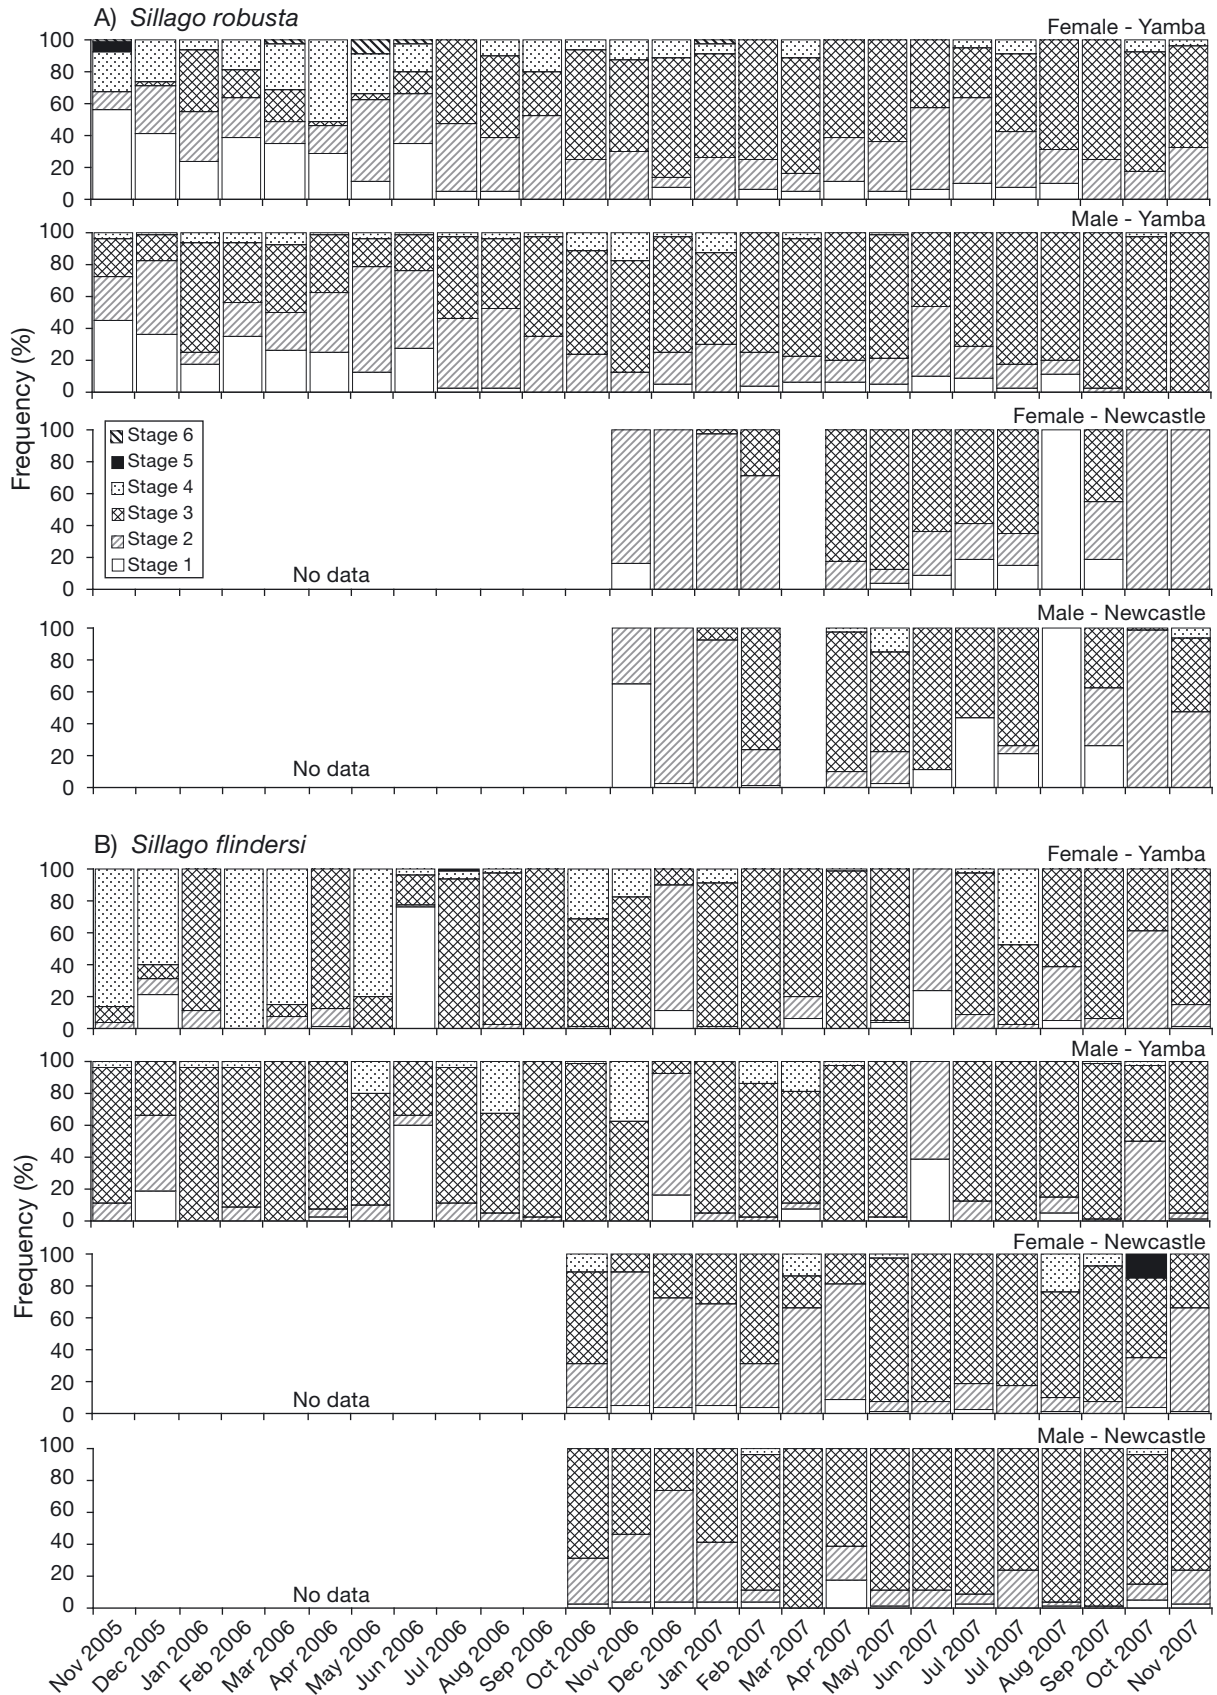 A) Sillago robusta
Female - Yamba
100
80
60
40
20
0
Male - Yamba
100
80
60
40
20
0
Female - Newcastle
100
80
60
40
20
0
Stage 6
Stage 5
Stage 4
Stage 3
Stage 2
Stage 1
No data
Male - Newcastle
100
80
60
40
20
0
No data
Frequency (%)
B) Sillago flindersi
Female - Yamba
100
80
60
40
20
0
Male - Yamba
100
80
60
40
20
0
Female - Newcastle
100
80
60
40
20
0
No data
Male - Newcastle
100
80
60
40
20
0
No data
Frequency (%)
Nov 2005
Dec 2005
Jan 2006
Feb 2006
Mar 2006
Apr 2006
May 2006
Jun 2006
Jul 2006
Aug 2006
Sep 2006
Oct 2006
Nov 2006
Dec 2006
Jan 2007
Feb 2007
Mar 2007
Apr 2007
May 2007
Jun 2007
Jul 2007
Jul 2007
Aug 2007
Sep 2007
Oct 2007
Nov 2007